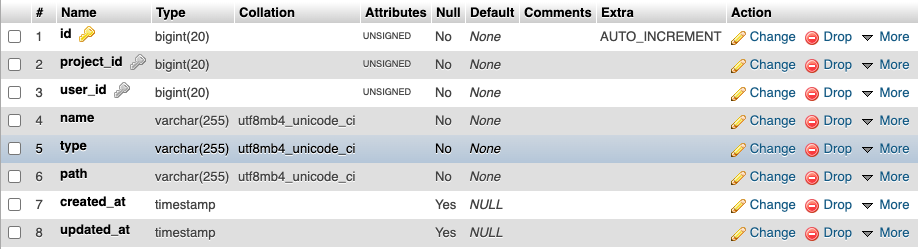 # Name Type Collation Attributes Null Default Comments Extra Action
1 id bigint(20) UNSIGNED No None AUTO_INCREMENT Change Drop More
2 project_id bigint(20) UNSIGNED No None Change Drop More
3 user_id bigint(20) UNSIGNED No None Change Drop More
4 name varchar(255) utf8mb4_unicode_ci No None Change Drop More
5 type varchar(255) utf8mb4_unicode_ci No None Change Drop More
6 path varchar(255) utf8mb4_unicode_ci No None Change Drop More
7 created_at timestamp Yes NULL Change Drop More
8 updated_at timestamp Yes NULL Change Drop More